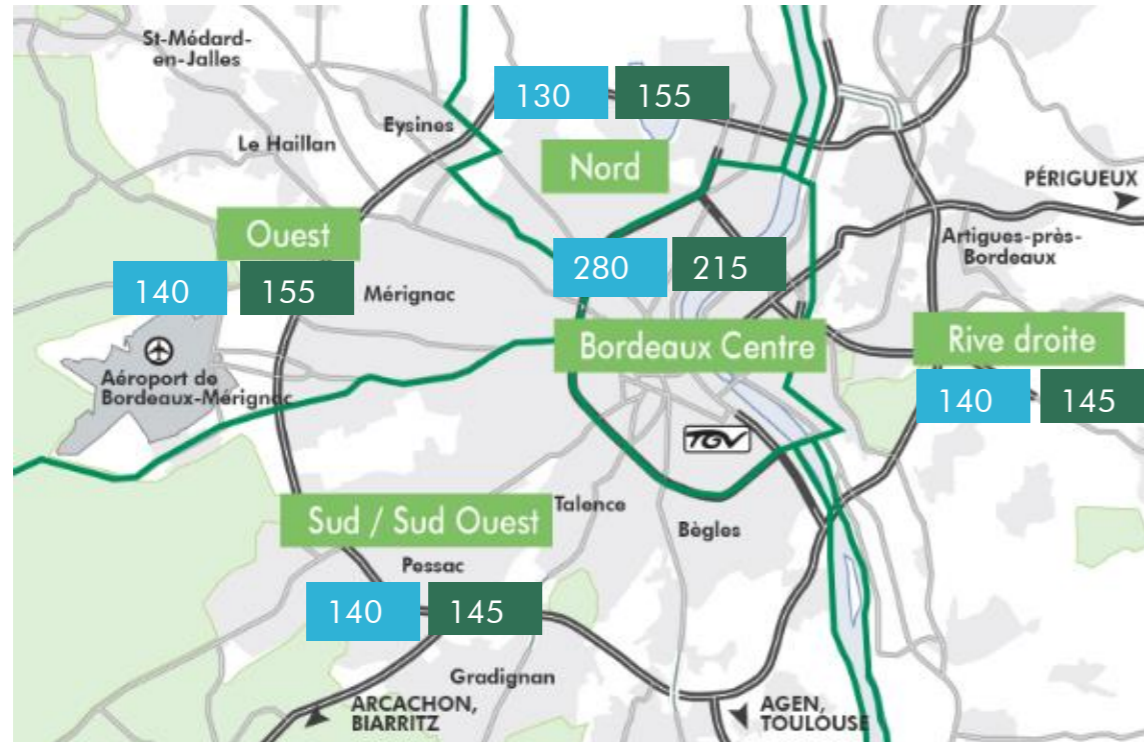 St-Médard-
en-Jalles
130 155
Eysines
Le Haillan
Nord
PÉRIGUEUX
Ouest
Artigues-près-
Bordeaux
280 215
140 155
Mérignac
Bordeaux Centre
Rive droite
Aéroport de
Bordeaux-Mérignac
140 145
TGV
Talence
Sud / Sud Ouest
Bègles
Pessac
140 145
Gradignan
ARCACHON,
BIARRITZ
AGEN,
TOULOUSE